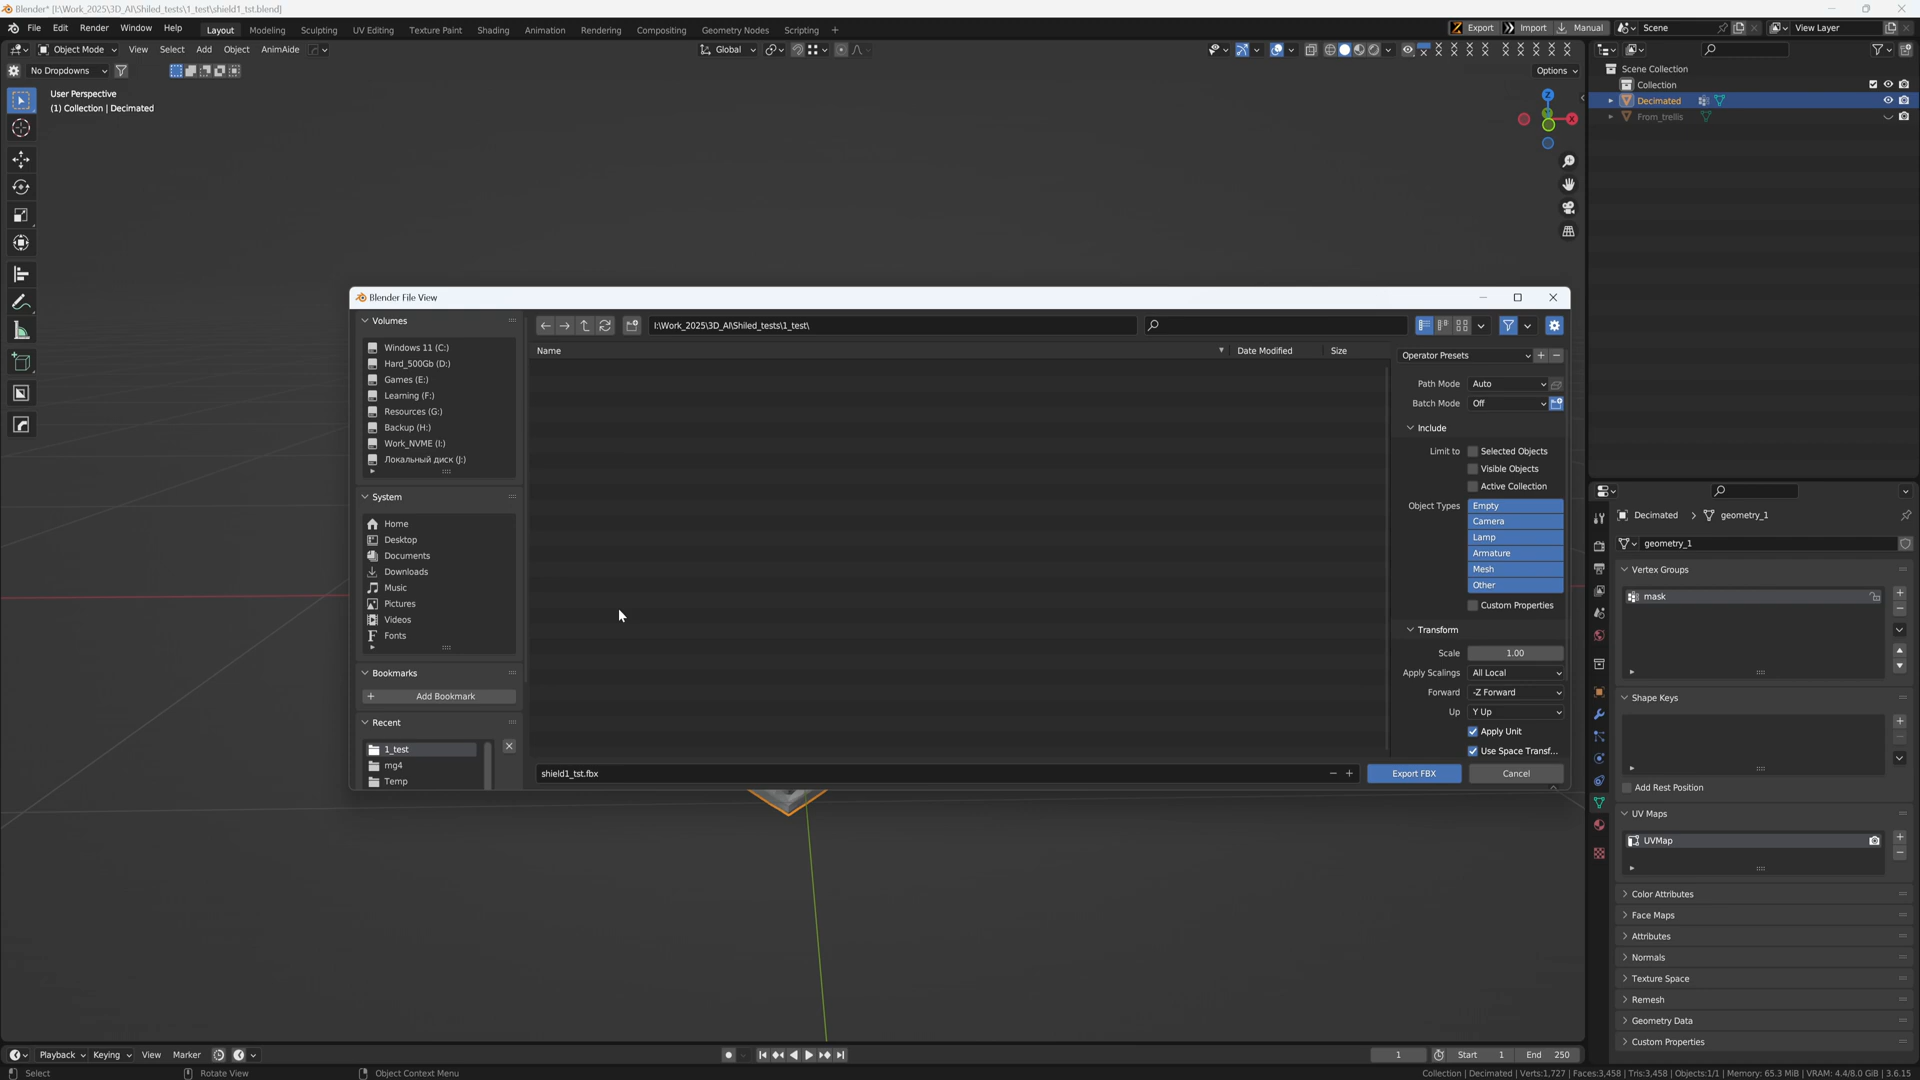 Blender* [I:\Work_2025\3D_AI\Shiled_tests\1_test\shield1_tst.blend]
File Edit Render Window Help Layout Modeling Sculpting UV Editing Texture Paint Shading Animation Rendering Compositing Geometry Nodes Scripting + Export Import Manual Scene View Layer
Object Mode View Select Add Object AnimAide Global
No Dropdowns Options
User Perspective
(1) Collection | Decimated
Z
X
Scene Collection
Collection
Decimated
From_trellis
Blender File View
Volumes
Windows 11 (C:)
Hard_500Gb (D:)
Games (E:)
Learning (F:)
Resources (G:)
Backup (H:)
Work_NVME (I:)
Локальный диск (J:)
System
Home
Desktop
Documents
Downloads
Music
Pictures
Videos
Fonts
Bookmarks
Add Bookmark
Recent
1_test
mg4
Temp
I:\Work_2025\3D_AI\Shiled_tests\1_test\
Name Date Modified Size
shield1_tst.fbx
Export FBX Cancel
Operator Presets
Path Mode Auto
Batch Mode Off
Include
Limit to Selected Objects
Visible Objects
Active Collection
Object Types Empty
Camera
Lamp
Armature
Mesh
Other
Custom Properties
Transform
Scale 1.00
Apply Scalings All Local
Forward -Z Forward
Up Y Up
Apply Unit
Use Space Transf...
Decimated geometry_1
geometry_1
Vertex Groups
mask
Shape Keys
Add Rest Position
UV Maps
UVMap
Color Attributes
Face Maps
Attributes
Normals
Texture Space
Remesh
Geometry Data
Custom Properties
Playback Keying View Marker 1 Start 1 End 250
Select Rotate View Object Context Menu Collection | Decimated | Verts:1,727 | Faces:3,458 | Tris:3,458 | Objects:1/1 | Memory: 65.3 MiB | VRAM: 4.4/8.0 GiB | 3.6.15